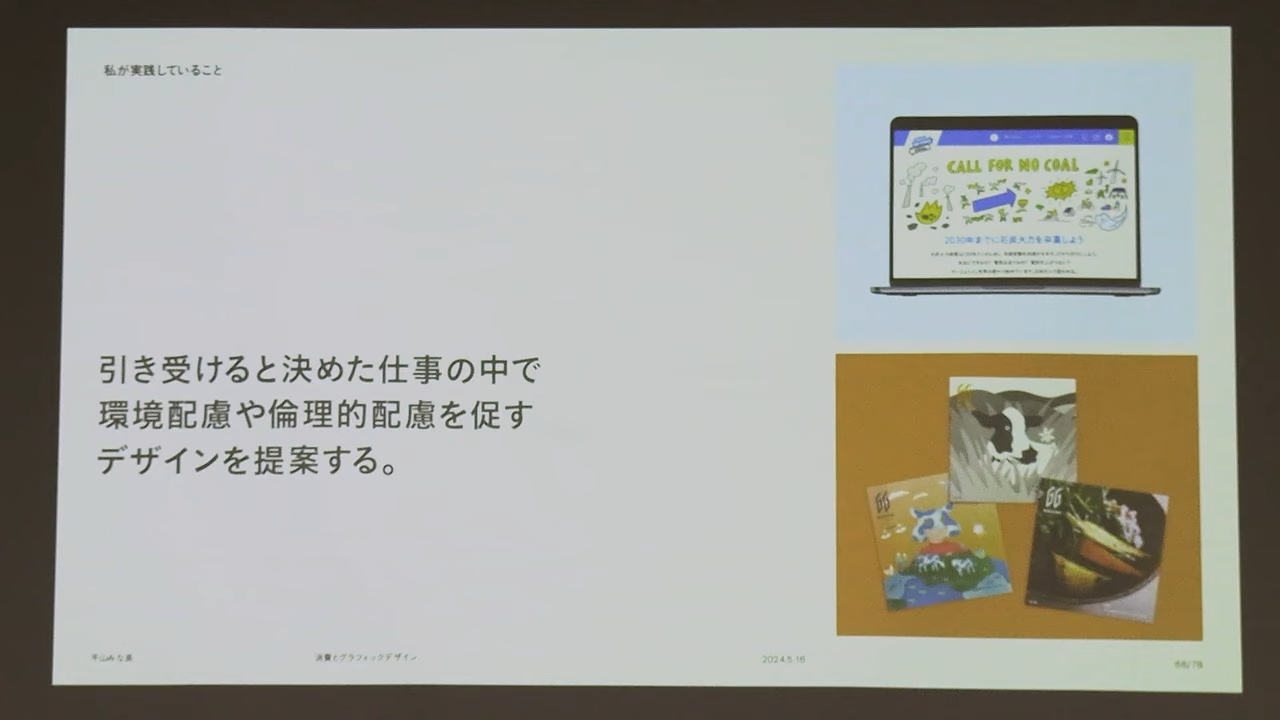 私が実践していること
引き受けると決めた仕事の中で
環境配慮や倫理的配慮を促す
デザインを提案する。
CALL FOR NO COAL
2030年までに石炭火力を卒業しよう
GG
GG
平山みな美
消費とグラフィックデザイン
2024.5.16